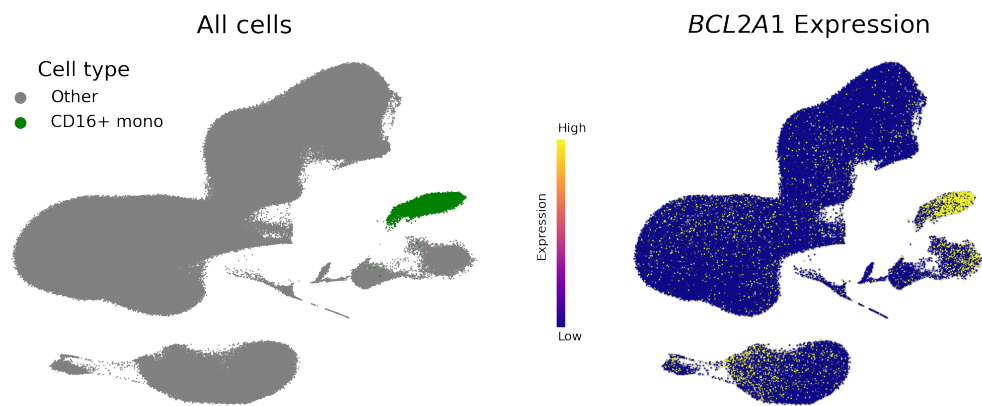 All cells
Cell type
Other
CD16+ mono
BCL2A1 Expression
High
Expression
Low